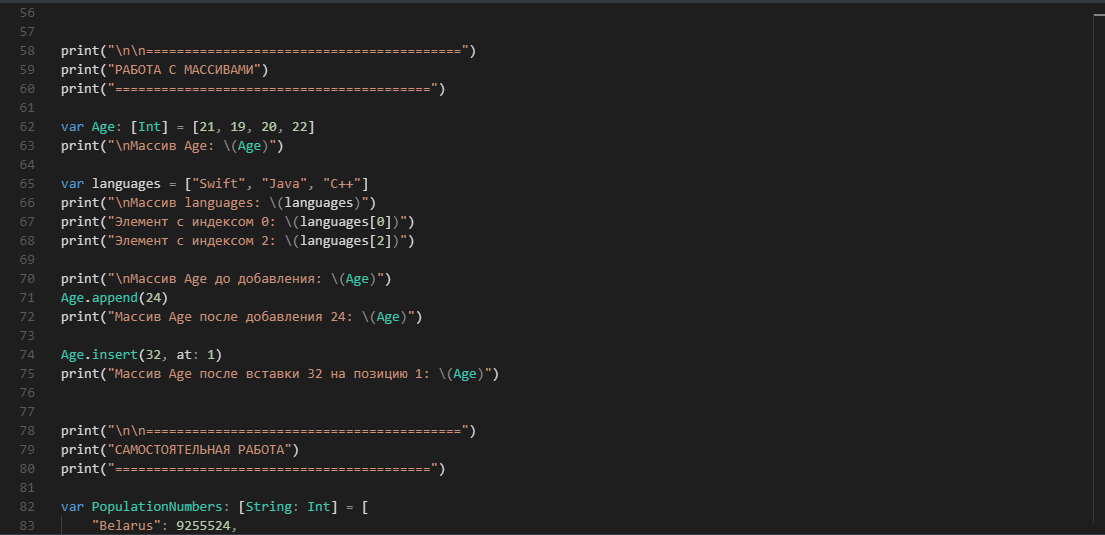 56
57
58 print("\n\n=========================================")
59 print("РАБОТА С МАССИВАМИ")
60 print("=========================================")
61
62 var Age: [Int] = [21, 19, 20, 22]
63 print("\nМассив Age: \(Age)")
64
65 var languages = ["Swift", "Java", "C++"]
66 print("\nМассив languages: \(languages)")
67 print("Элемент с индексом 0: \(languages[0])")
68 print("Элемент с индексом 2: \(languages[2])")
69
70 print("\nМассив Age до добавления: \(Age)")
71 Age.append(24)
72 print("Массив Age после добавления 24: \(Age)")
73
74 Age.insert(32, at: 1)
75 print("Массив Age после вставки 32 на позицию 1: \(Age)")
76
77
78 print("\n\n=========================================")
79 print("САМОСТОЯТЕЛЬНАЯ РАБОТА")
80 print("=========================================")
81
82 var PopulationNumbers: [String: Int] = [
83     "Belarus": 9255524,